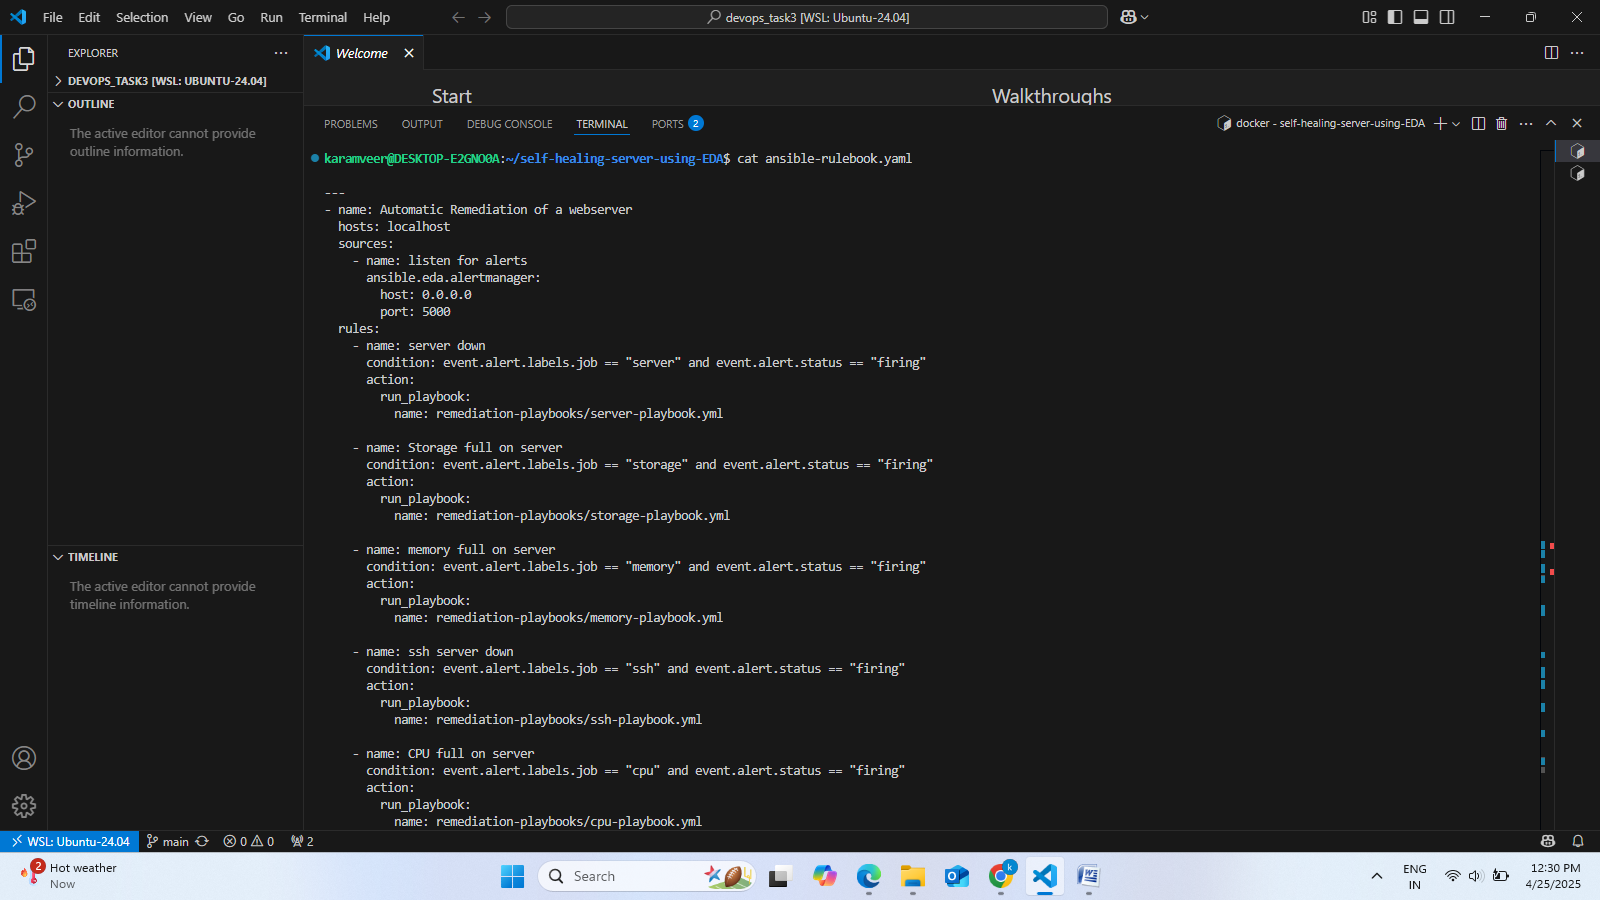 File Edit Selection View Go Run Terminal Help
devops_task3 [WSL: Ubuntu-24.04]
EXPLORER
DEVOPS_TASK3 [WSL: UBUNTU-24.04]
OUTLINE
The active editor cannot provide
outline information.
TIMELINE
The active editor cannot provide
timeline information.
Welcome
Start
Walkthroughs
PROBLEMS OUTPUT DEBUG CONSOLE TERMINAL PORTS 2
docker - self-healing-server-using-EDA
karamveer@DESKTOP-E2GNO0A:~/self-healing-server-using-EDA$ cat ansible-rulebook.yaml
---
- name: Automatic Remediation of a webserver
  hosts: localhost
  sources:
    - name: listen for alerts
      ansible.eda.alertmanager:
        host: 0.0.0.0
        port: 5000
  rules:
    - name: server down
      condition: event.alert.labels.job == "server" and event.alert.status == "firing"
      action:
        run_playbook:
          name: remediation-playbooks/server-playbook.yml
    - name: Storage full on server
      condition: event.alert.labels.job == "storage" and event.alert.status == "firing"
      action:
        run_playbook:
          name: remediation-playbooks/storage-playbook.yml
    - name: memory full on server
      condition: event.alert.labels.job == "memory" and event.alert.status == "firing"
      action:
        run_playbook:
          name: remediation-playbooks/memory-playbook.yml
    - name: ssh server down
      condition: event.alert.labels.job == "ssh" and event.alert.status == "firing"
      action:
        run_playbook:
          name: remediation-playbooks/ssh-playbook.yml
    - name: CPU full on server
      condition: event.alert.labels.job == "cpu" and event.alert.status == "firing"
      action:
        run_playbook:
          name: remediation-playbooks/cpu-playbook.yml
WSL: Ubuntu-24.04 main 0 0 2
2
Hot weather
Now
Search
k
ENG
IN
12:30 PM
4/25/2025